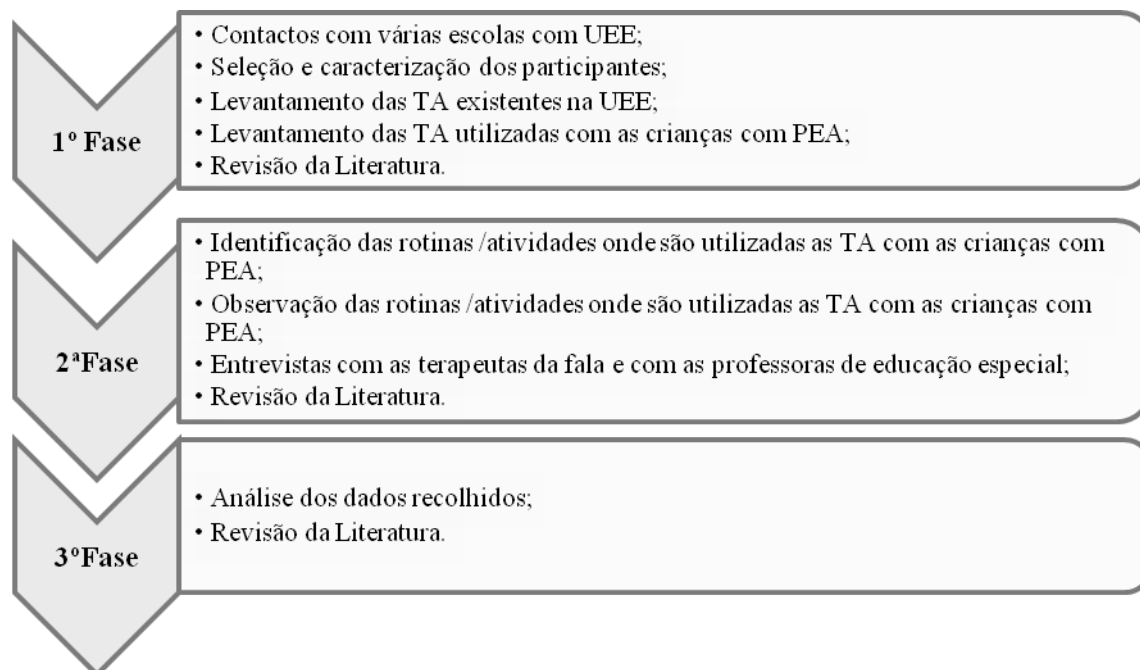 1º Fase
• Contactos com várias escolas com UEE;
• Seleção e caracterização dos participantes;
• Levantamento das TA existentes na UEE;
• Levantamento das TA utilizadas com as crianças com PEA;
• Revisão da Literatura.
2ªFase
• Identificação das rotinas /atividades onde são utilizadas as TA com as crianças com
PEA;
• Observação das rotinas /atividades onde são utilizadas as TA com as crianças com
PEA;
• Entrevistas com as terapeutas da fala e com as professoras de educação especial;
• Revisão da Literatura.
3ºFase
• Análise dos dados recolhidos;
• Revisão da Literatura.